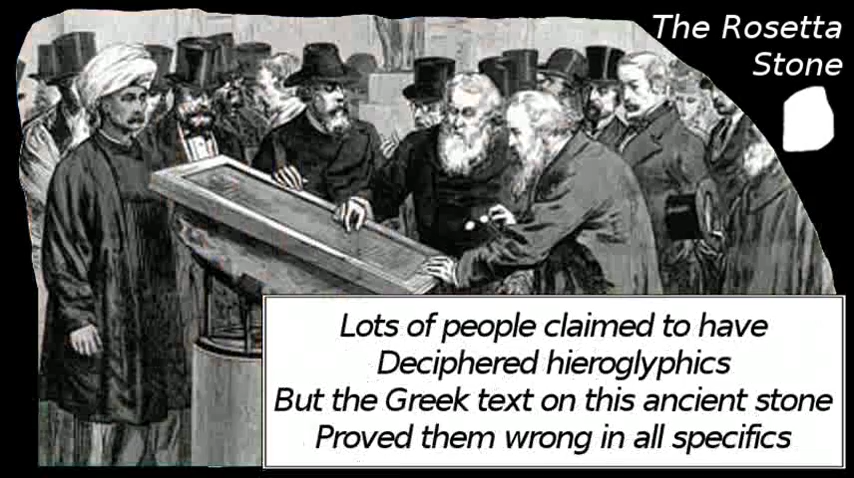 The Rosetta
Stone
Lots of people claimed to have
Deciphered hieroglyphics
But the Greek text on this ancient stone
Proved them wrong in all specifics